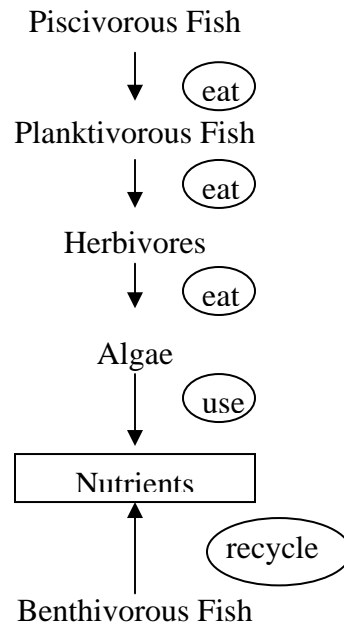 Piscivorous Fish
eat
Planktivorous Fish
eat
Herbivores
eat
Algae
use
Nutrients
recycle
Benthivorous Fish